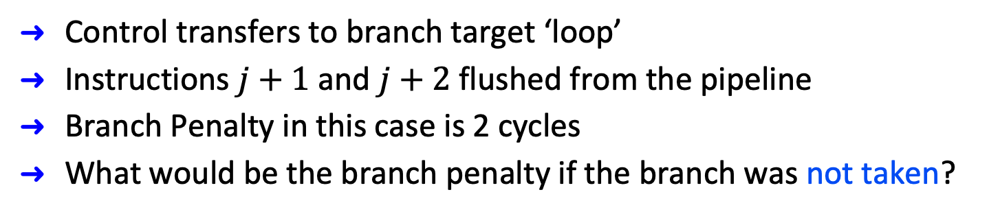 ➜ Control transfers to branch target ‘loop’
➜ Instructions j + 1 and j + 2 flushed from the pipeline
➜ Branch Penalty in this case is 2 cycles
➜ What would be the branch penalty if the branch was not taken?